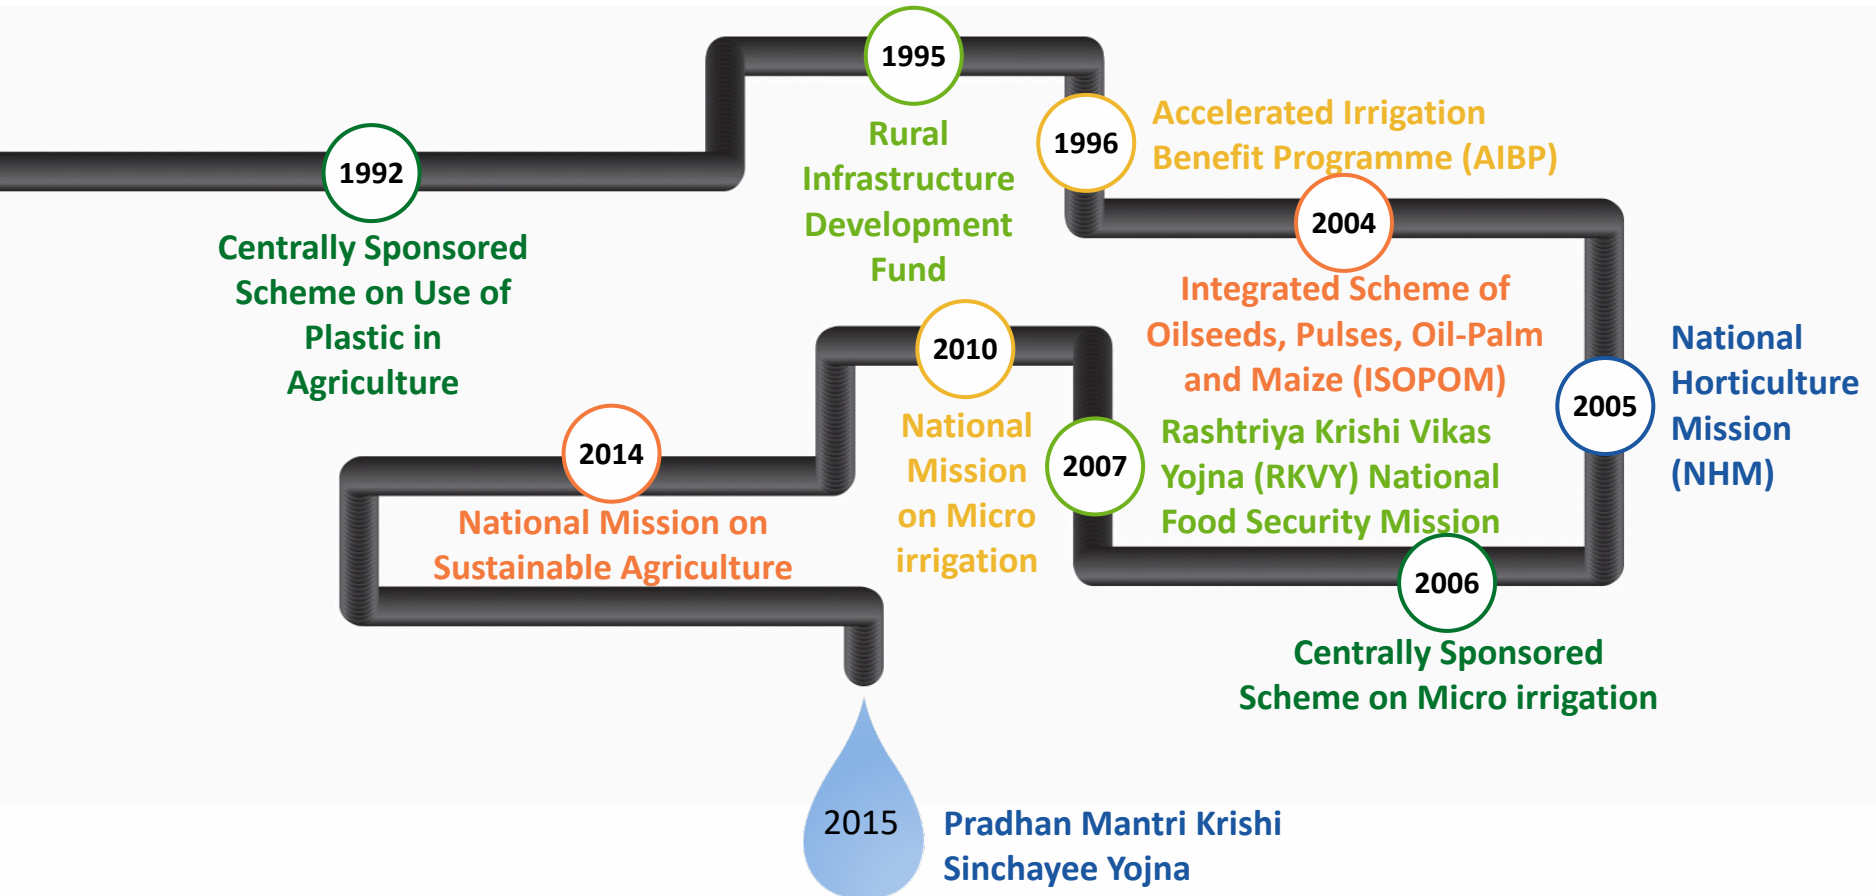 1992
Centrally Sponsored
Scheme on Use of
Plastic in
Agriculture
1995
Rural
Infrastructure
Development
Fund
1996
Accelerated Irrigation
Benefit Programme (AIBP)
2004
Integrated Scheme of
Oilseeds, Pulses, Oil-Palm
and Maize (ISOPOM)
2005
National
Horticulture
Mission
(NHM)
2006
Centrally Sponsored
Scheme on Micro irrigation
2007
Rashtriya Krishi Vikas
Yojna (RKVY) National
Food Security Mission
2010
National
Mission
on Micro
irrigation
2014
National Mission on
Sustainable Agriculture
2015
Pradhan Mantri Krishi
Sinchayee Yojna